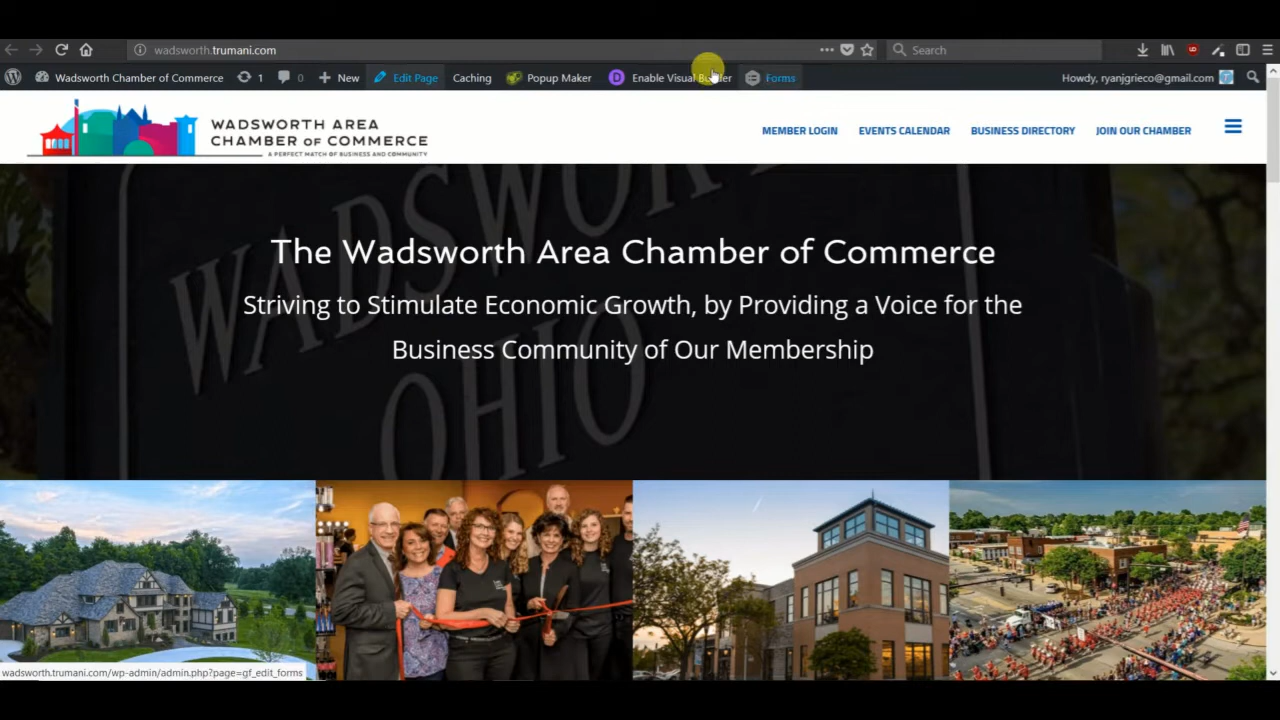 wadsworth.trumani.com
Search
Wadsworth Chamber of Commerce 1 0 New Edit Page Caching Popup Maker Enable Visual Builder Forms Howdy, ryanjgrieco@gmail.com
WADSWORTH AREA
CHAMBER OF COMMERCE
A PERFECT MATCH OF BUSINESS AND COMMUNITY
MEMBER LOGIN EVENTS CALENDAR BUSINESS DIRECTORY JOIN OUR CHAMBER
WADSWORTH
OHIO
The Wadsworth Area Chamber of Commerce
Striving to Stimulate Economic Growth, by Providing a Voice for the
Business Community of Our Membership
wadsworth.trumani.com/wp-admin/admin.php?page=gf_edit_forms